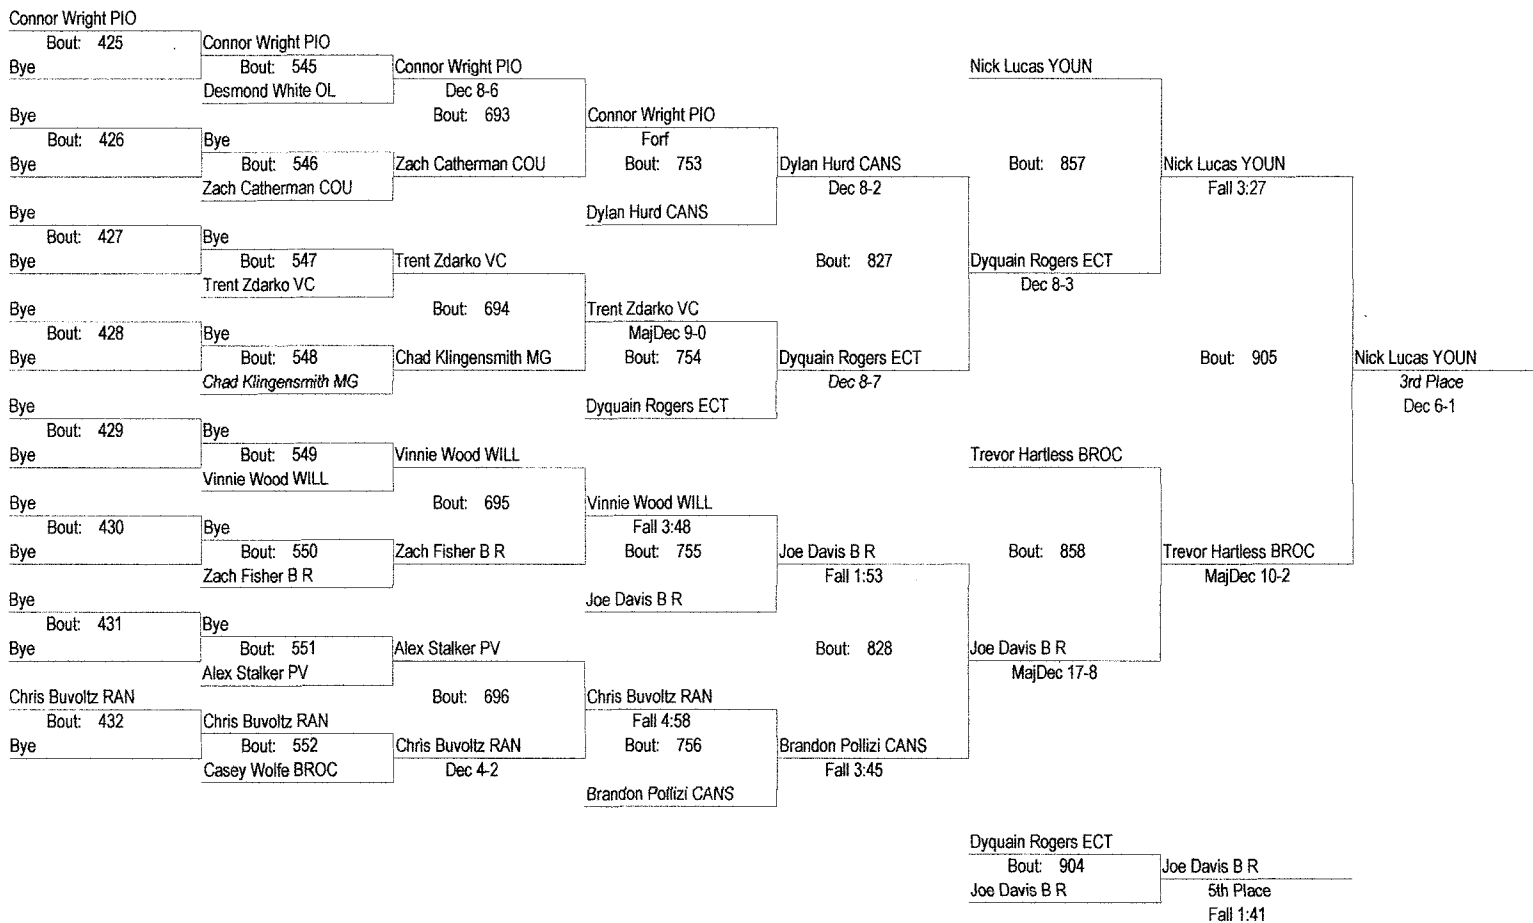 Connor Wright PIO
Bout: 425
Bye
Bye
Bout: 426
Bye
Bye
Bout: 427
Bye
Bye
Bout: 428
Bye
Bye
Bout: 429
Bye
Bye
Bout: 430
Bye
Bye
Bout: 431
Bye
Chris Buvoltz RAN
Bout: 432
Bye
Connor Wright PIO
Bout: 545
Desmond White OL
Bye
Bout: 546
Zach Catherman COU
Bye
Bout: 547
Trent Zdarko VC
Bye
Bout: 548
Chad Klingensmith MG
Bye
Bout: 549
Vinnie Wood WILL
Bye
Bout: 550
Zach Fisher B R
Bye
Bout: 551
Alex Stalker PV
Chris Buvoltz RAN
Bout: 552
Casey Wolfe BROC
Connor Wright PIO
Dec 8-6
Bout: 693
Zach Catherman COU
Trent Zdarko VC
Bout: 694
Chad Klingensmith MG
Vinnie Wood WILL
Bout: 695
Zach Fisher B R
Alex Stalker PV
Bout: 696
Chris Buvoltz RAN
Dec 4-2
Connor Wright PIO
Forf
Bout: 753
Dylan Hurd CANS
Trent Zdarko VC
MajDec 9-0
Bout: 754
Dyquain Rogers ECT
Vinnie Wood WILL
Fall 3:48
Bout: 755
Joe Davis B R
Chris Buvoltz RAN
Fall 4:58
Bout: 756
Brandon Pollizi CANS
Dylan Hurd CANS
Dec 8-2
Bout: 827
Dyquain Rogers ECT
Dec 8-7
Joe Davis B R
Fall 1:53
Bout: 828
Brandon Pollizi CANS
Fall 3:45
Nick Lucas YOUN
Bout: 857
Dyquain Rogers ECT
Dec 8-3
Trevor Hartless BROC
Bout: 858
Joe Davis B R
MajDec 17-8
Nick Lucas YOUN
Fall 3:27
Bout: 905
Trevor Hartless BROC
MajDec 10-2
Nick Lucas YOUN
3rd Place
Dec 6-1
Dyquain Rogers ECT
Bout: 904
Joe Davis B R
Joe Davis B R
5th Place
Fall 1:41